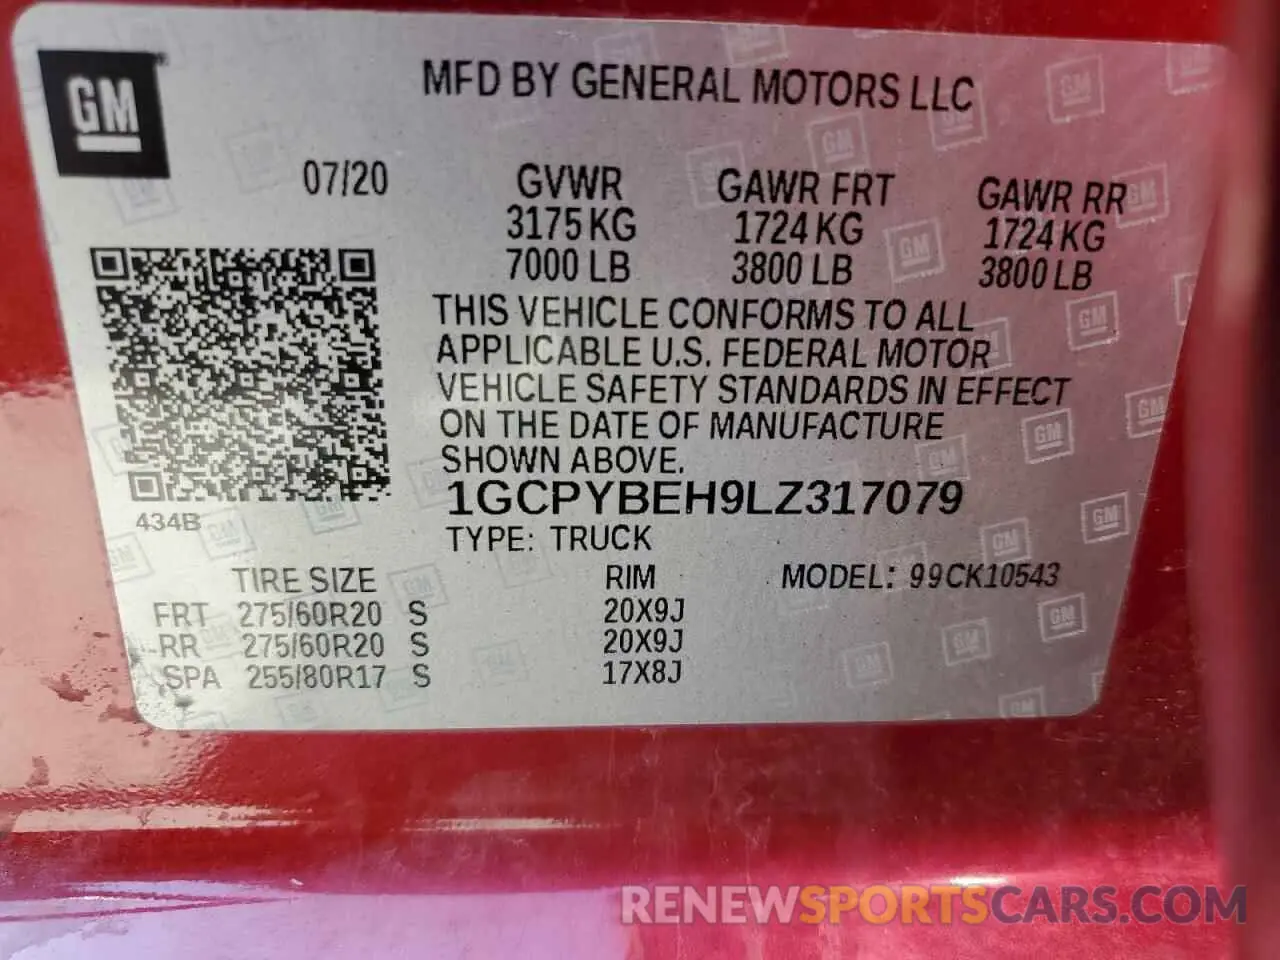 GM
MFD BY GENERAL MOTORS LLC
07/20 GVWR GAWR FRT GAWR RR
3175 KG 1724 KG 1724 KG
7000 LB 3800 LB 3800 LB
THIS VEHICLE CONFORMS TO ALL
APPLICABLE U.S. FEDERAL MOTOR
VEHICLE SAFETY STANDARDS IN EFFECT
ON THE DATE OF MANUFACTURE
SHOWN ABOVE.
1GCPYBEH9LZ317079
434B
TYPE: TRUCK
TIRE SIZE RIM MODEL: 99CK10543
FRT 275/60R20 S 20X9J
RR 275/60R20 S 20X9J
SPA 255/80R17 S 17X8J
RENEWSPORTSCARS.COM